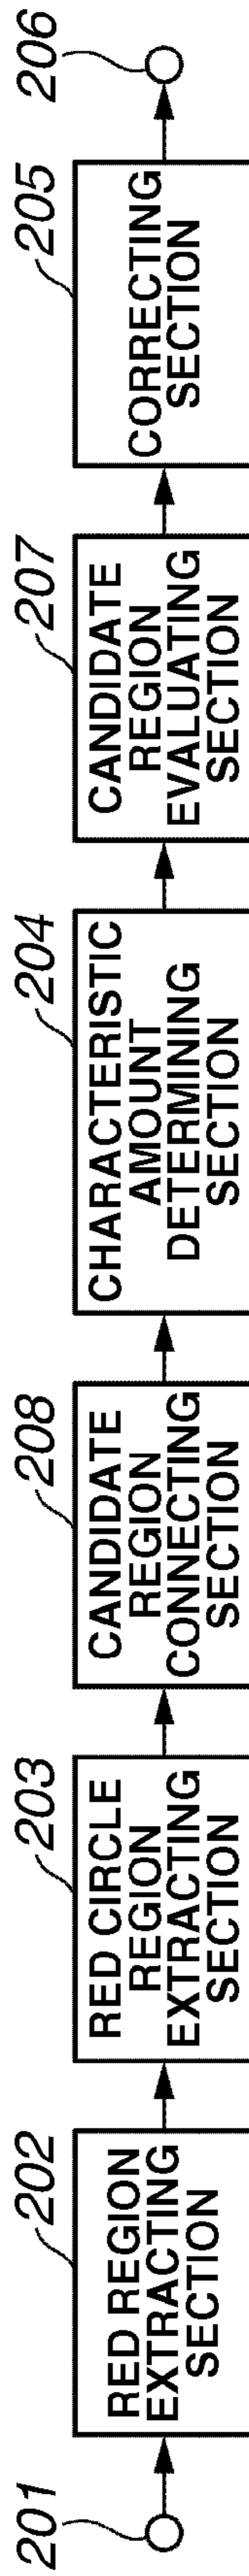 201
202
RED REGION
EXTRACTING
SECTION
203
RED CIRCLE
REGION
EXTRACTING
SECTION
208
CANDIDATE
REGION
CONNECTING
SECTION
204
CHARACTERISTIC
AMOUNT
DETERMINING
SECTION
207
CANDIDATE
REGION
EVALUATING
SECTION
205
CORRECTING
SECTION
206